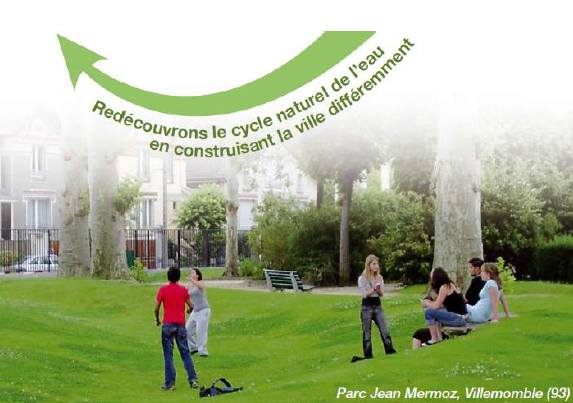 Redécouvrons le cycle naturel de l'eau
en construisant la ville différemment
Parc Jean Mermoz, Villemomble (93)